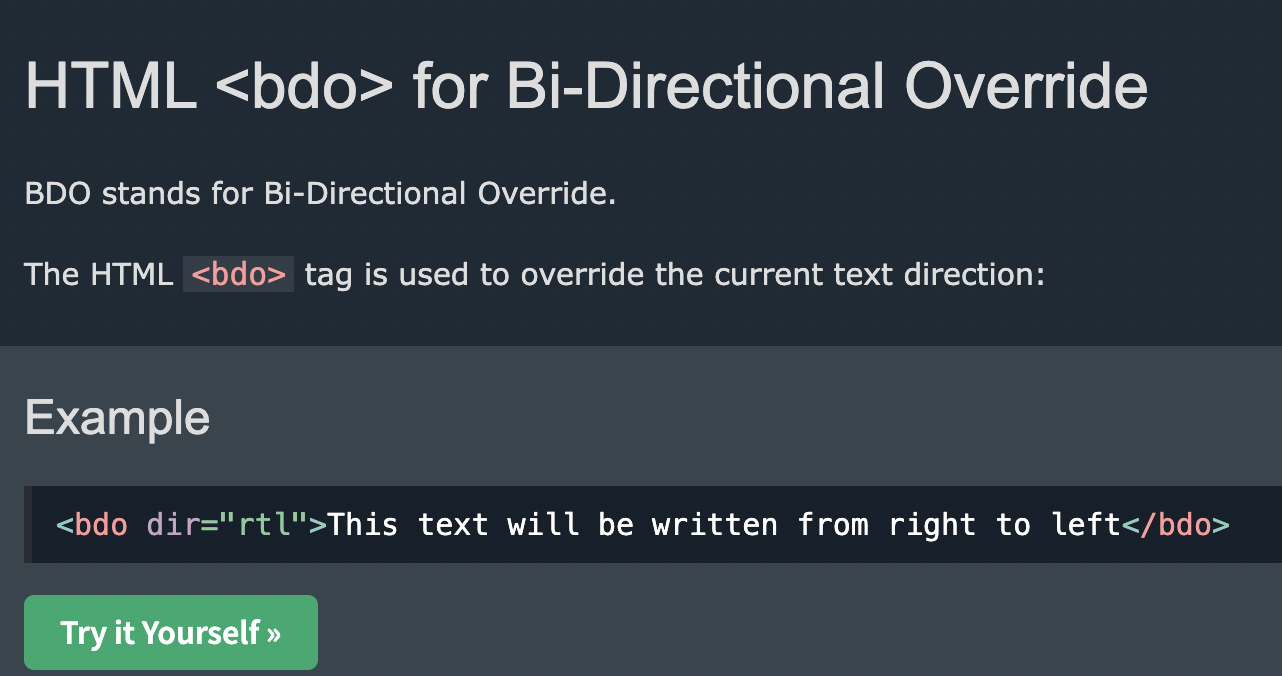 HTML <bdo> for Bi-Directional Override
BDO stands for Bi-Directional Override.
The HTML <bdo> tag is used to override the current text direction:
Example
<bdo dir="rtl">This text will be written from right to left</bdo>
Try it Yourself »